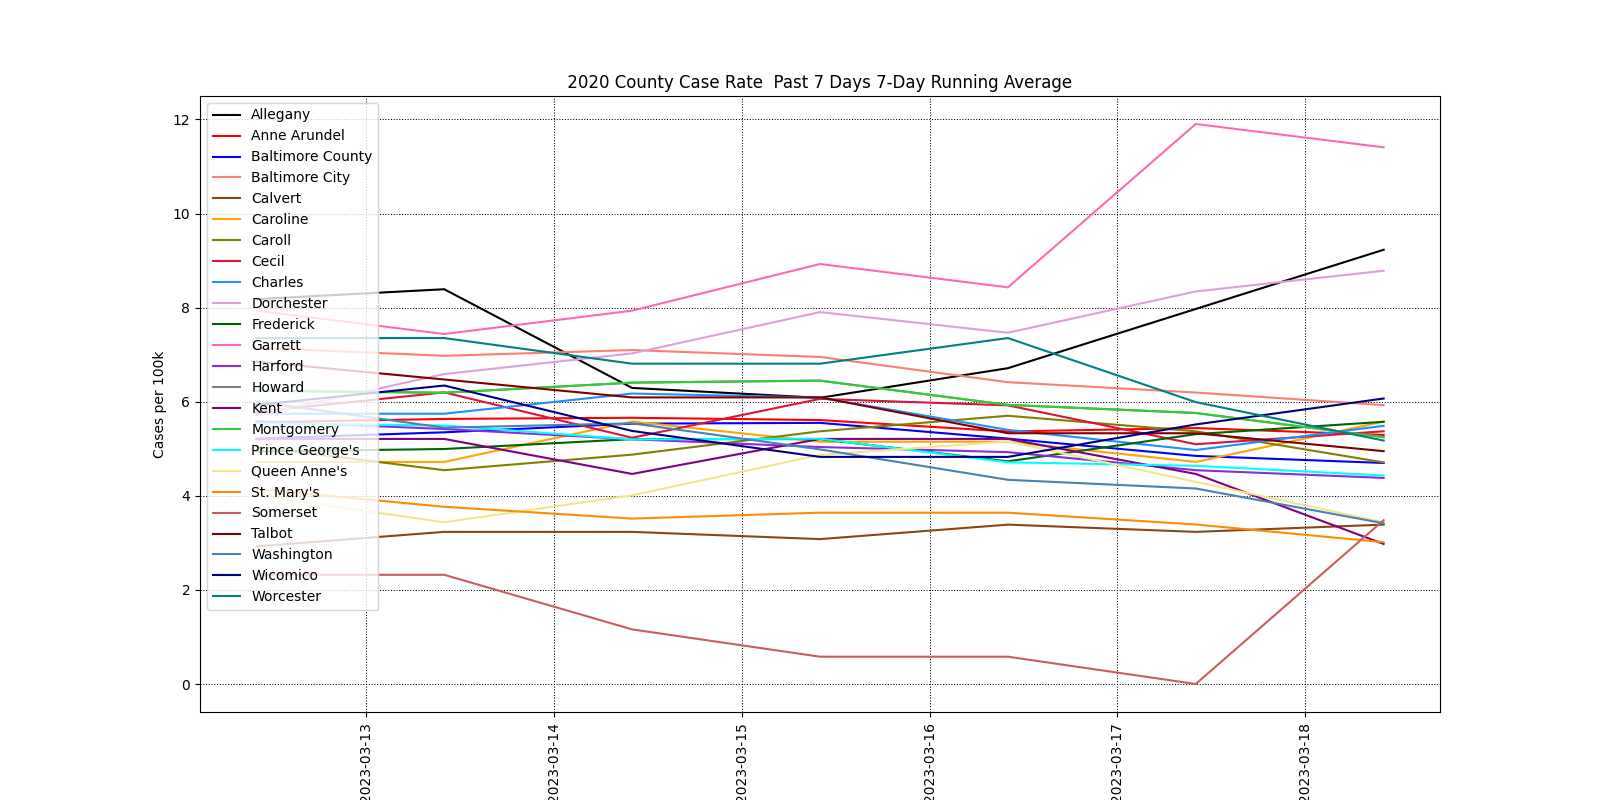 2020 County Case Rate  Past 7 Days 7-Day Running Average
Cases per 100k
12
10
8
6
4
2
0
Allegany
Anne Arundel
Baltimore County
Baltimore City
Calvert
Caroline
Caroll
Cecil
Charles
Dorchester
Frederick
Garrett
Harford
Howard
Kent
Montgomery
Prince George's
Queen Anne's
St. Mary's
Somerset
Talbot
Washington
Wicomico
Worcester
2023-03-13
2023-03-14
2023-03-15
2023-03-16
2023-03-17
2023-03-18